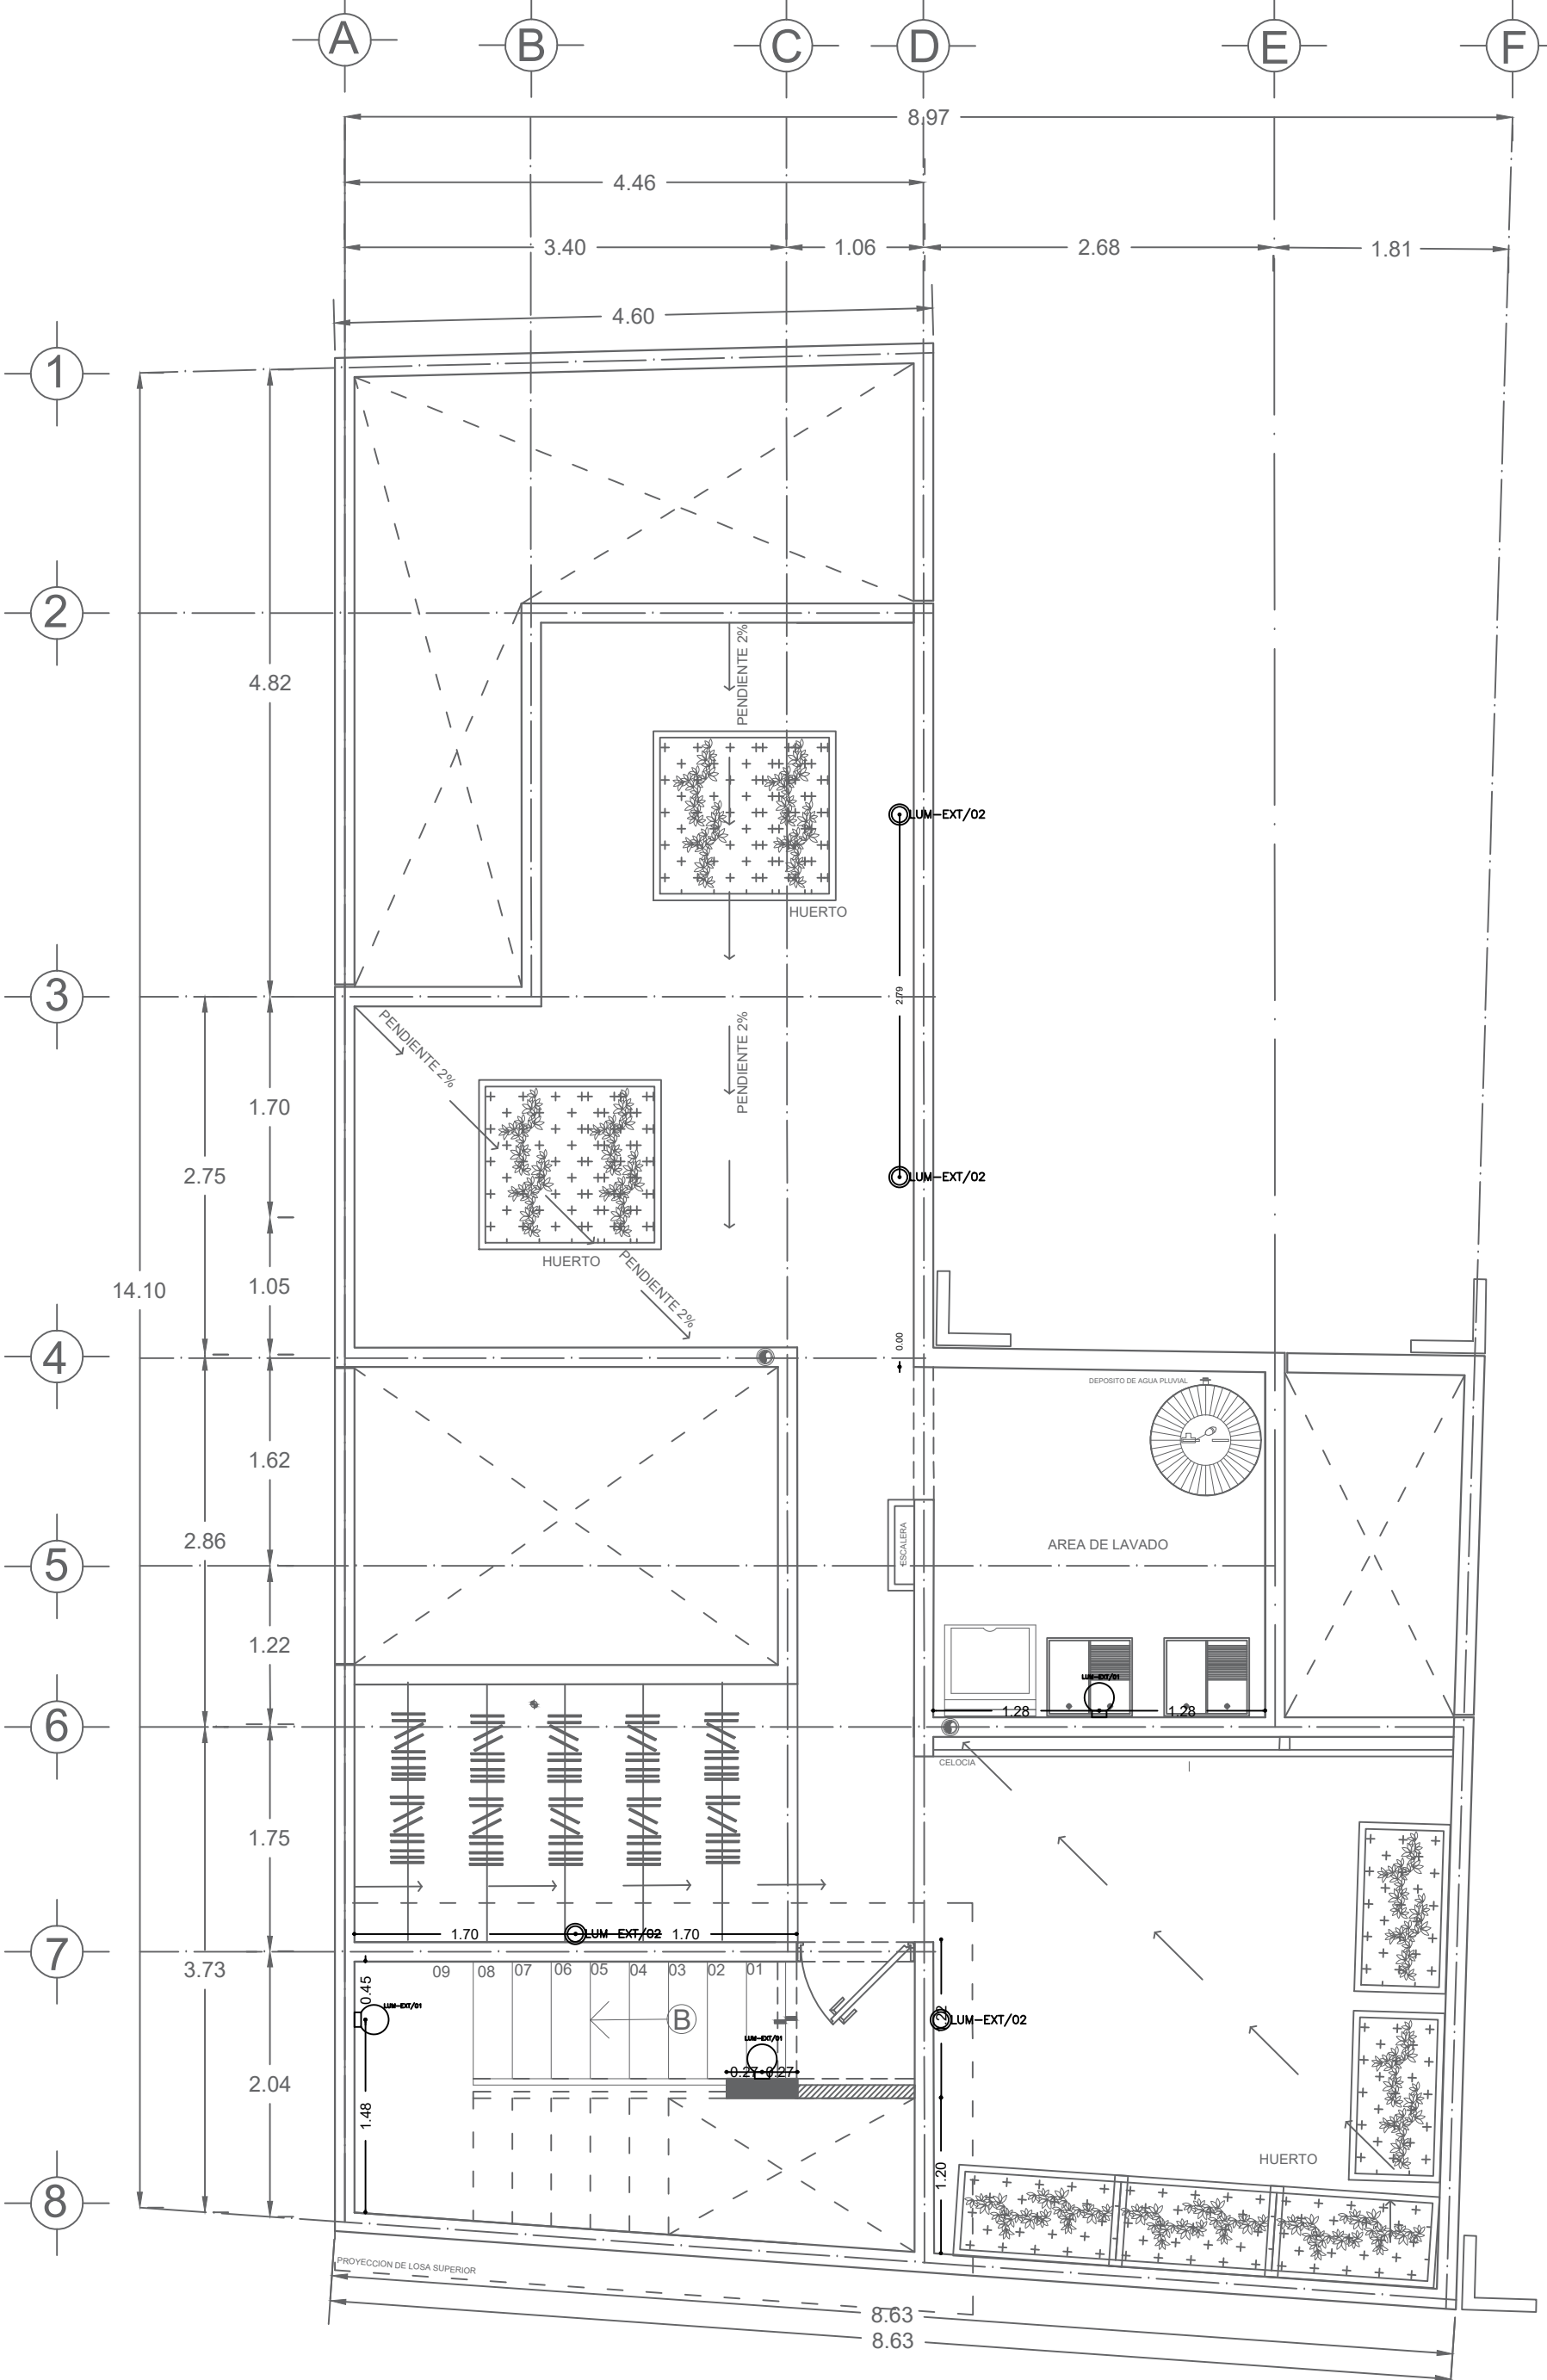 A
B
C
D
E
F
8.97
4.46
3.40
1.06
2.68
1.81
4.60
1
2
4.82
PENDIENTE 2%
LUM-EXT/02
HUERTO
3
2.79
PENDIENTE 2%
PENDIENTE 2%
1.70
2.75
LUM-EXT/02
HUERTO
PENDIENTE 2%
14.10
1.05
0.00
4
DEPOSITO DE AGUA PLUVIAL
1.62
2.86
ESCALERA
AREA DE LAVADO
5
1.22
LUM-EXT/01
1.28
1.28
6
CELOCIA
1.75
1.70
LUM-EXT/02
1.70
7
3.73
09
08
07
06
05
04
03
02
01
0.45
LUM-EXT/01
B
LUM-EXT/02
LUM-EXT/01
0.27
0.27
2.04
1.48
HUERTO
1.20
8
PROYECCION DE LOSA SUPERIOR
8.63
8.63